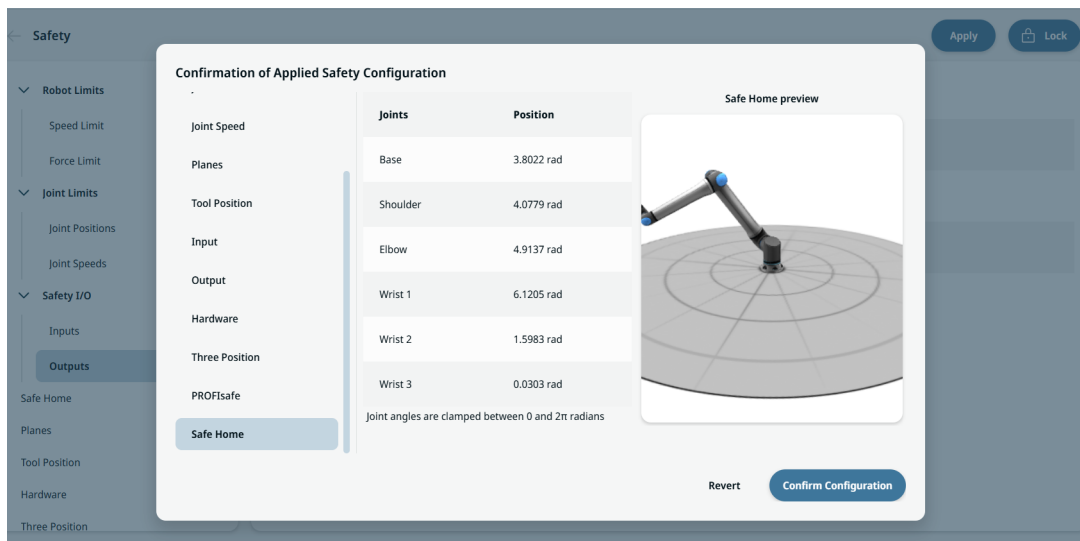 Safety
Apply
Lock
Robot Limits
Speed Limit
Force Limit
Joint Limits
Joint Positions
Joint Speeds
Safety I/O
Inputs
Outputs
Safe Home
Planes
Tool Position
Hardware
Three Position
Confirmation of Applied Safety Configuration
Joint Speed
Planes
Tool Position
Input
Output
Hardware
Three Position
PROFIsafe
Safe Home
Joints Position
Base 3.8022 rad
Shoulder 4.0779 rad
Elbow 4.9137 rad
Wrist 1 6.1205 rad
Wrist 2 1.5983 rad
Wrist 3 0.0303 rad
Joint angles are clamped between 0 and 2π radians
Safe Home preview
Revert
Confirm Configuration